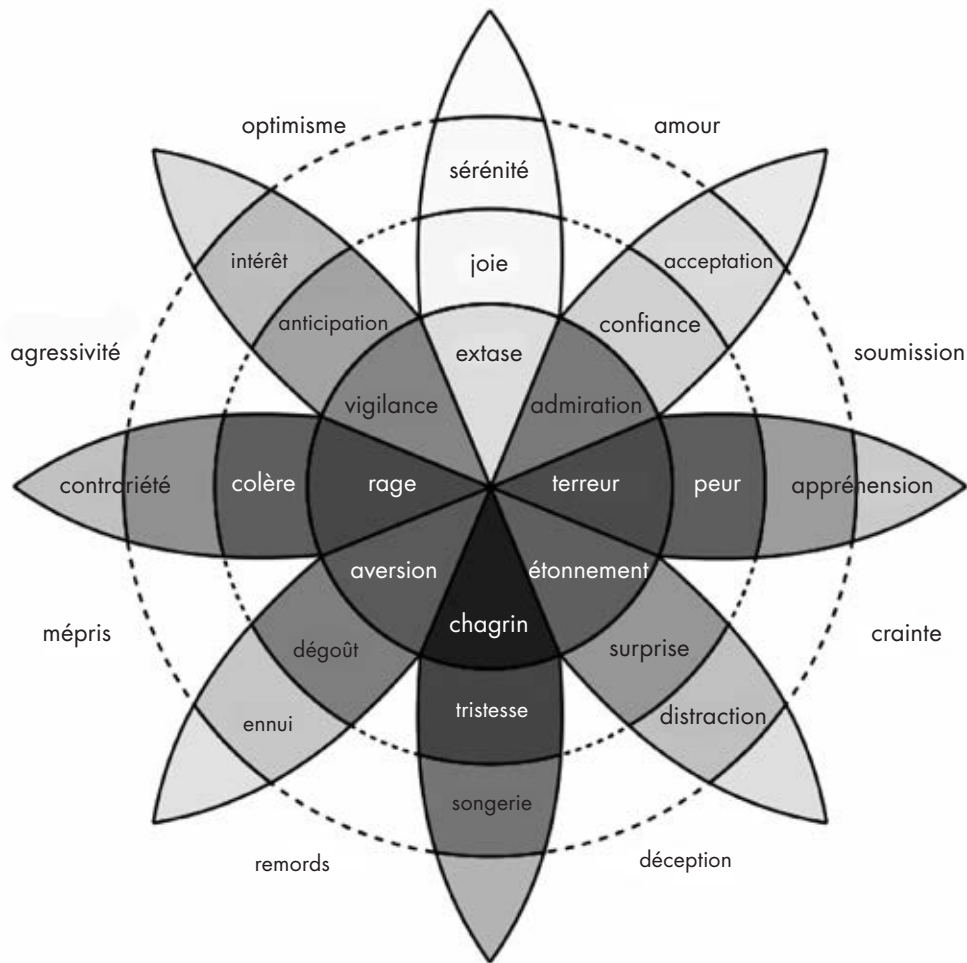 optimisme
amour
sérénité
intérêt
joie
acceptation
anticipation
confiance
agressivité
extase
soumission
vigilance
admiration
contrariété
colère
rage
terreur
peur
appréhension
aversion
étonnement
mépris
chagrin
crainte
dégoût
surprise
ennui
tristesse
distraction
songerie
remords
déception